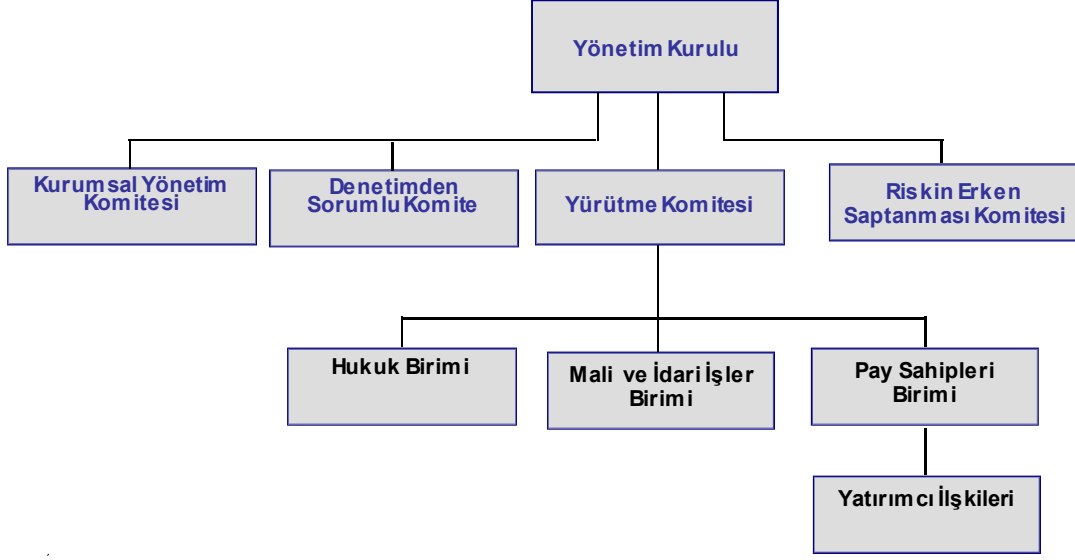 Yönetim Kurulu
Kurumsal Yönetim
Komitesi
Denetimden
Sorumlu Komite
Yürütme Komitesi
Riskin Erken
Saptanması Komitesi
Hukuk Birimi
Mali ve İdari İşler
Birimi
Pay Sahipleri
Birimi
Yatırımcı İlşkileri